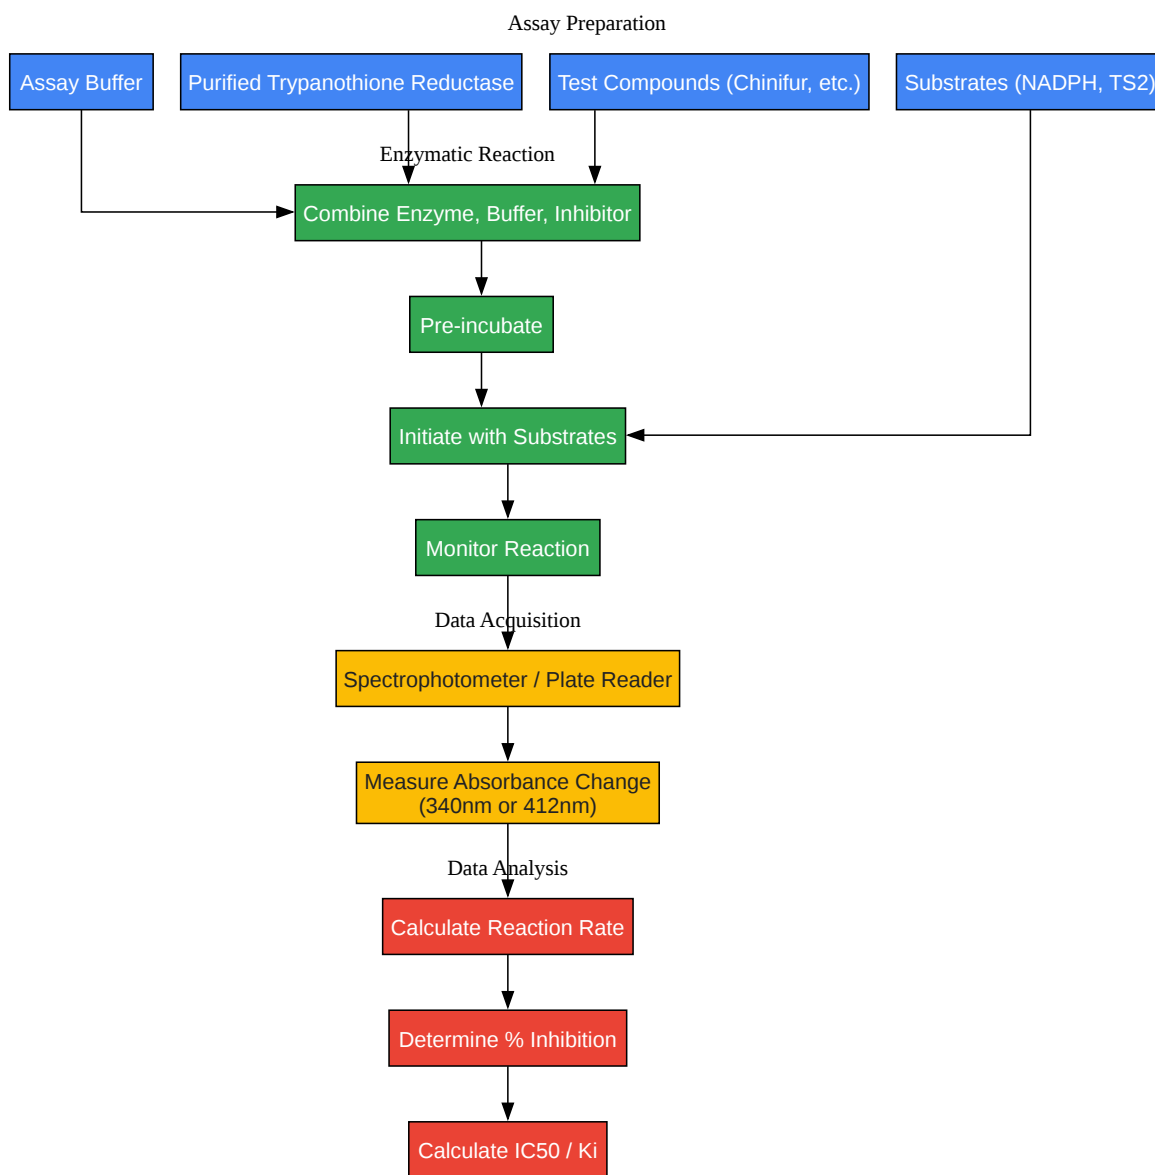 Assay Preparation
Assay Buffer
Purified Trypanothione Reductase
Test Compounds (Chinifur, etc.)
Substrates (NADPH, TS2)
Enzymatic Reaction
Combine Enzyme, Buffer, Inhibitor
Pre-incubate
Initiate with Substrates
Monitor Reaction
Data Acquisition
Spectrophotometer / Plate Reader
Measure Absorbance Change
(340nm or 412nm)
Data Analysis
Calculate Reaction Rate
Determine % Inhibition
Calculate IC50 / Ki